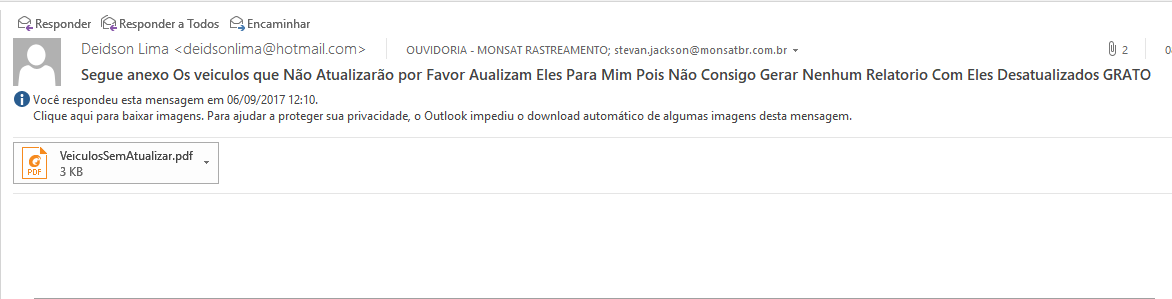 Responder Responder a Todos Encaminhar
Deidson Lima <deidsonlima@hotmail.com> OUVIDORIA - MONSAT RASTREAMENTO; stevan.jackson@monsatbr.com.br 2
Segue anexo Os veiculos que Não Atualizarão por Favor Aualizam Eles Para Mim Pois Não Consigo Gerar Nenhum Relatorio Com Eles Desatualizados GRATO
Você respondeu esta mensagem em 06/09/2017 12:10.
Clique aqui para baixar imagens. Para ajudar a proteger sua privacidade, o Outlook impediu o download automático de algumas imagens desta mensagem.
VeiculosSemAtualizar.pdf
PDF 3 KB